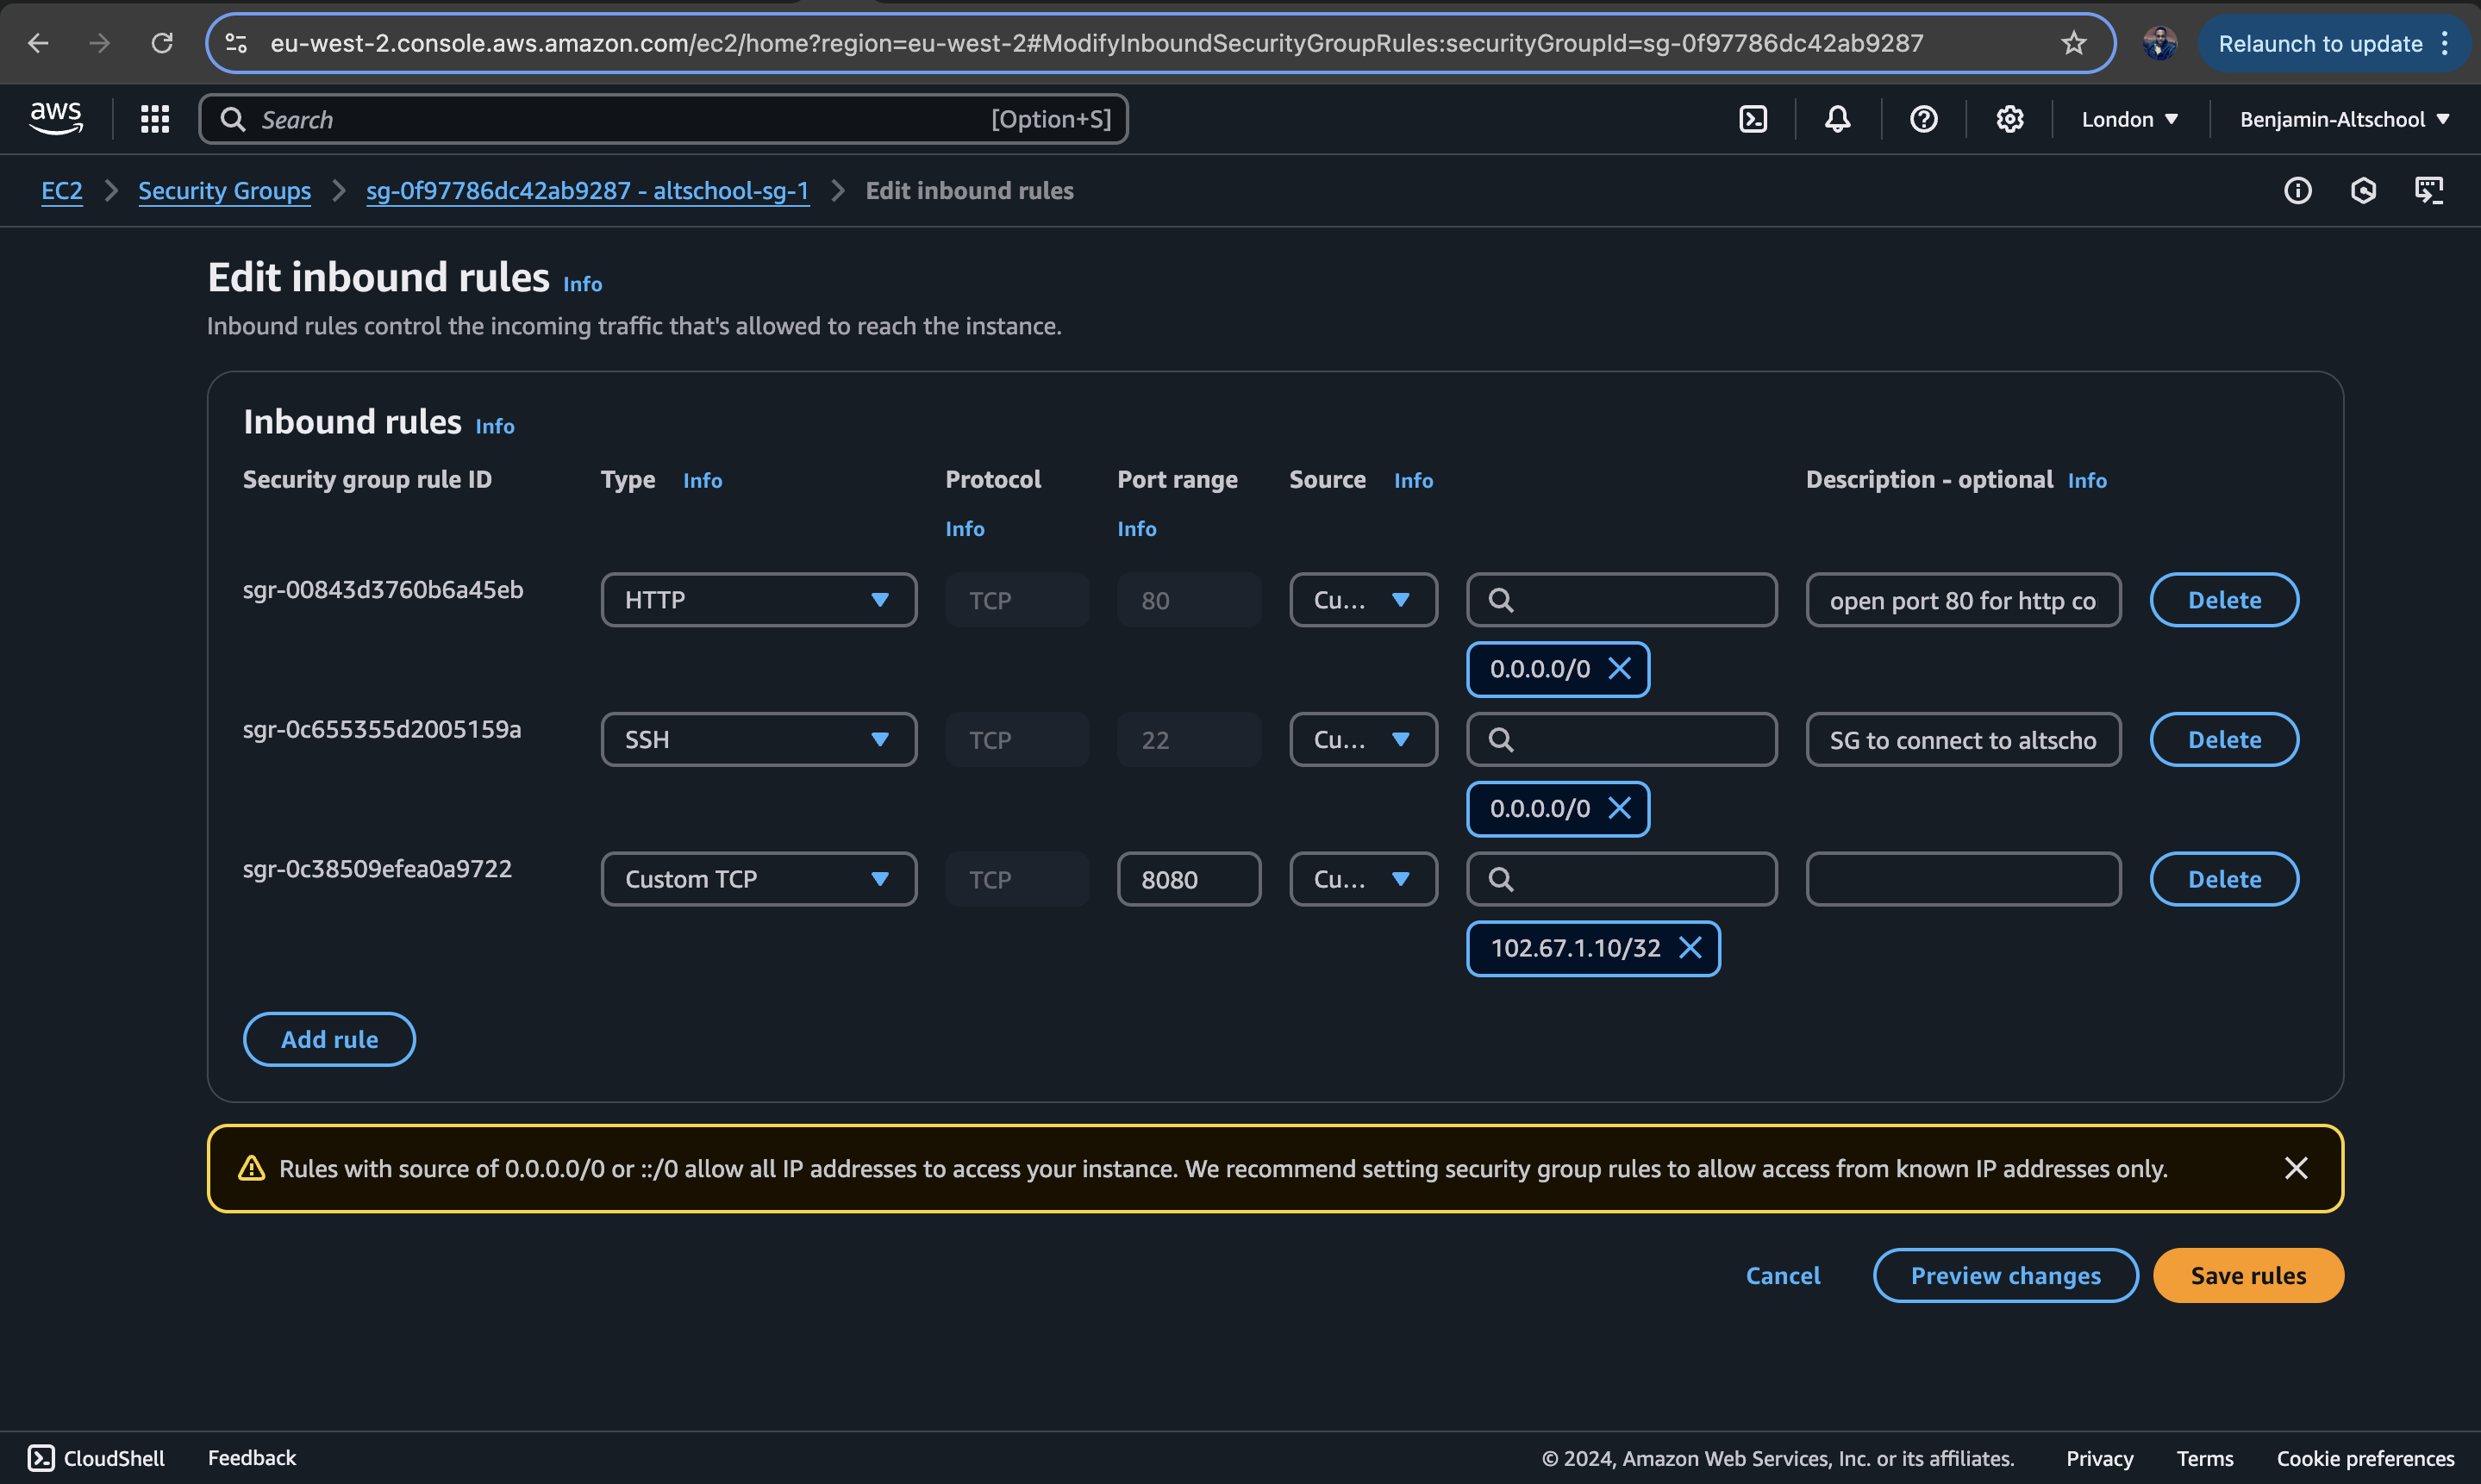 eu-west-2.console.aws.amazon.com/ec2/home?region=eu-west-2#ModifyInboundSecurityGroupRules:securityGroupId=sg-0f97786dc42ab9287
Relaunch to update
aws
Search
[Option+S]
London
Benjamin-Altschool
EC2
Security Groups
sg-0f97786dc42ab9287 - altschool-sg-1
Edit inbound rules
Edit inbound rules Info
Inbound rules control the incoming traffic that's allowed to reach the instance.
Inbound rules Info
Security group rule ID
Type Info
Protocol
Info
Port range
Info
Source Info
Description - optional Info
sgr-00843d3760b6a45eb
HTTP
TCP
80
Cu...
open port 80 for http co
Delete
0.0.0.0/0
sgr-0c655355d2005159a
SSH
TCP
22
Cu...
SG to connect to altscho
Delete
0.0.0.0/0
sgr-0c38509efea0a9722
Custom TCP
TCP
8080
Cu...
Delete
102.67.1.10/32
Add rule
Rules with source of 0.0.0.0/0 or ::/0 allow all IP addresses to access your instance. We recommend setting security group rules to allow access from known IP addresses only.
Cancel
Preview changes
Save rules
CloudShell
Feedback
© 2024, Amazon Web Services, Inc. or its affiliates.
Privacy
Terms
Cookie preferences